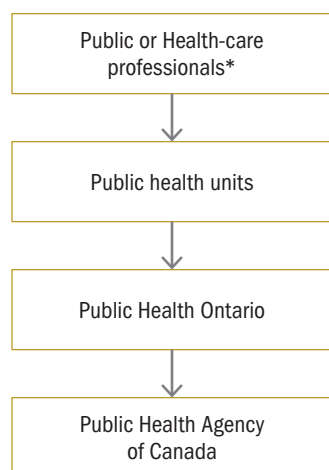 Public or Health-care
professionals*
Public health units
Public Health Ontario
Public Health Agency
of Canada